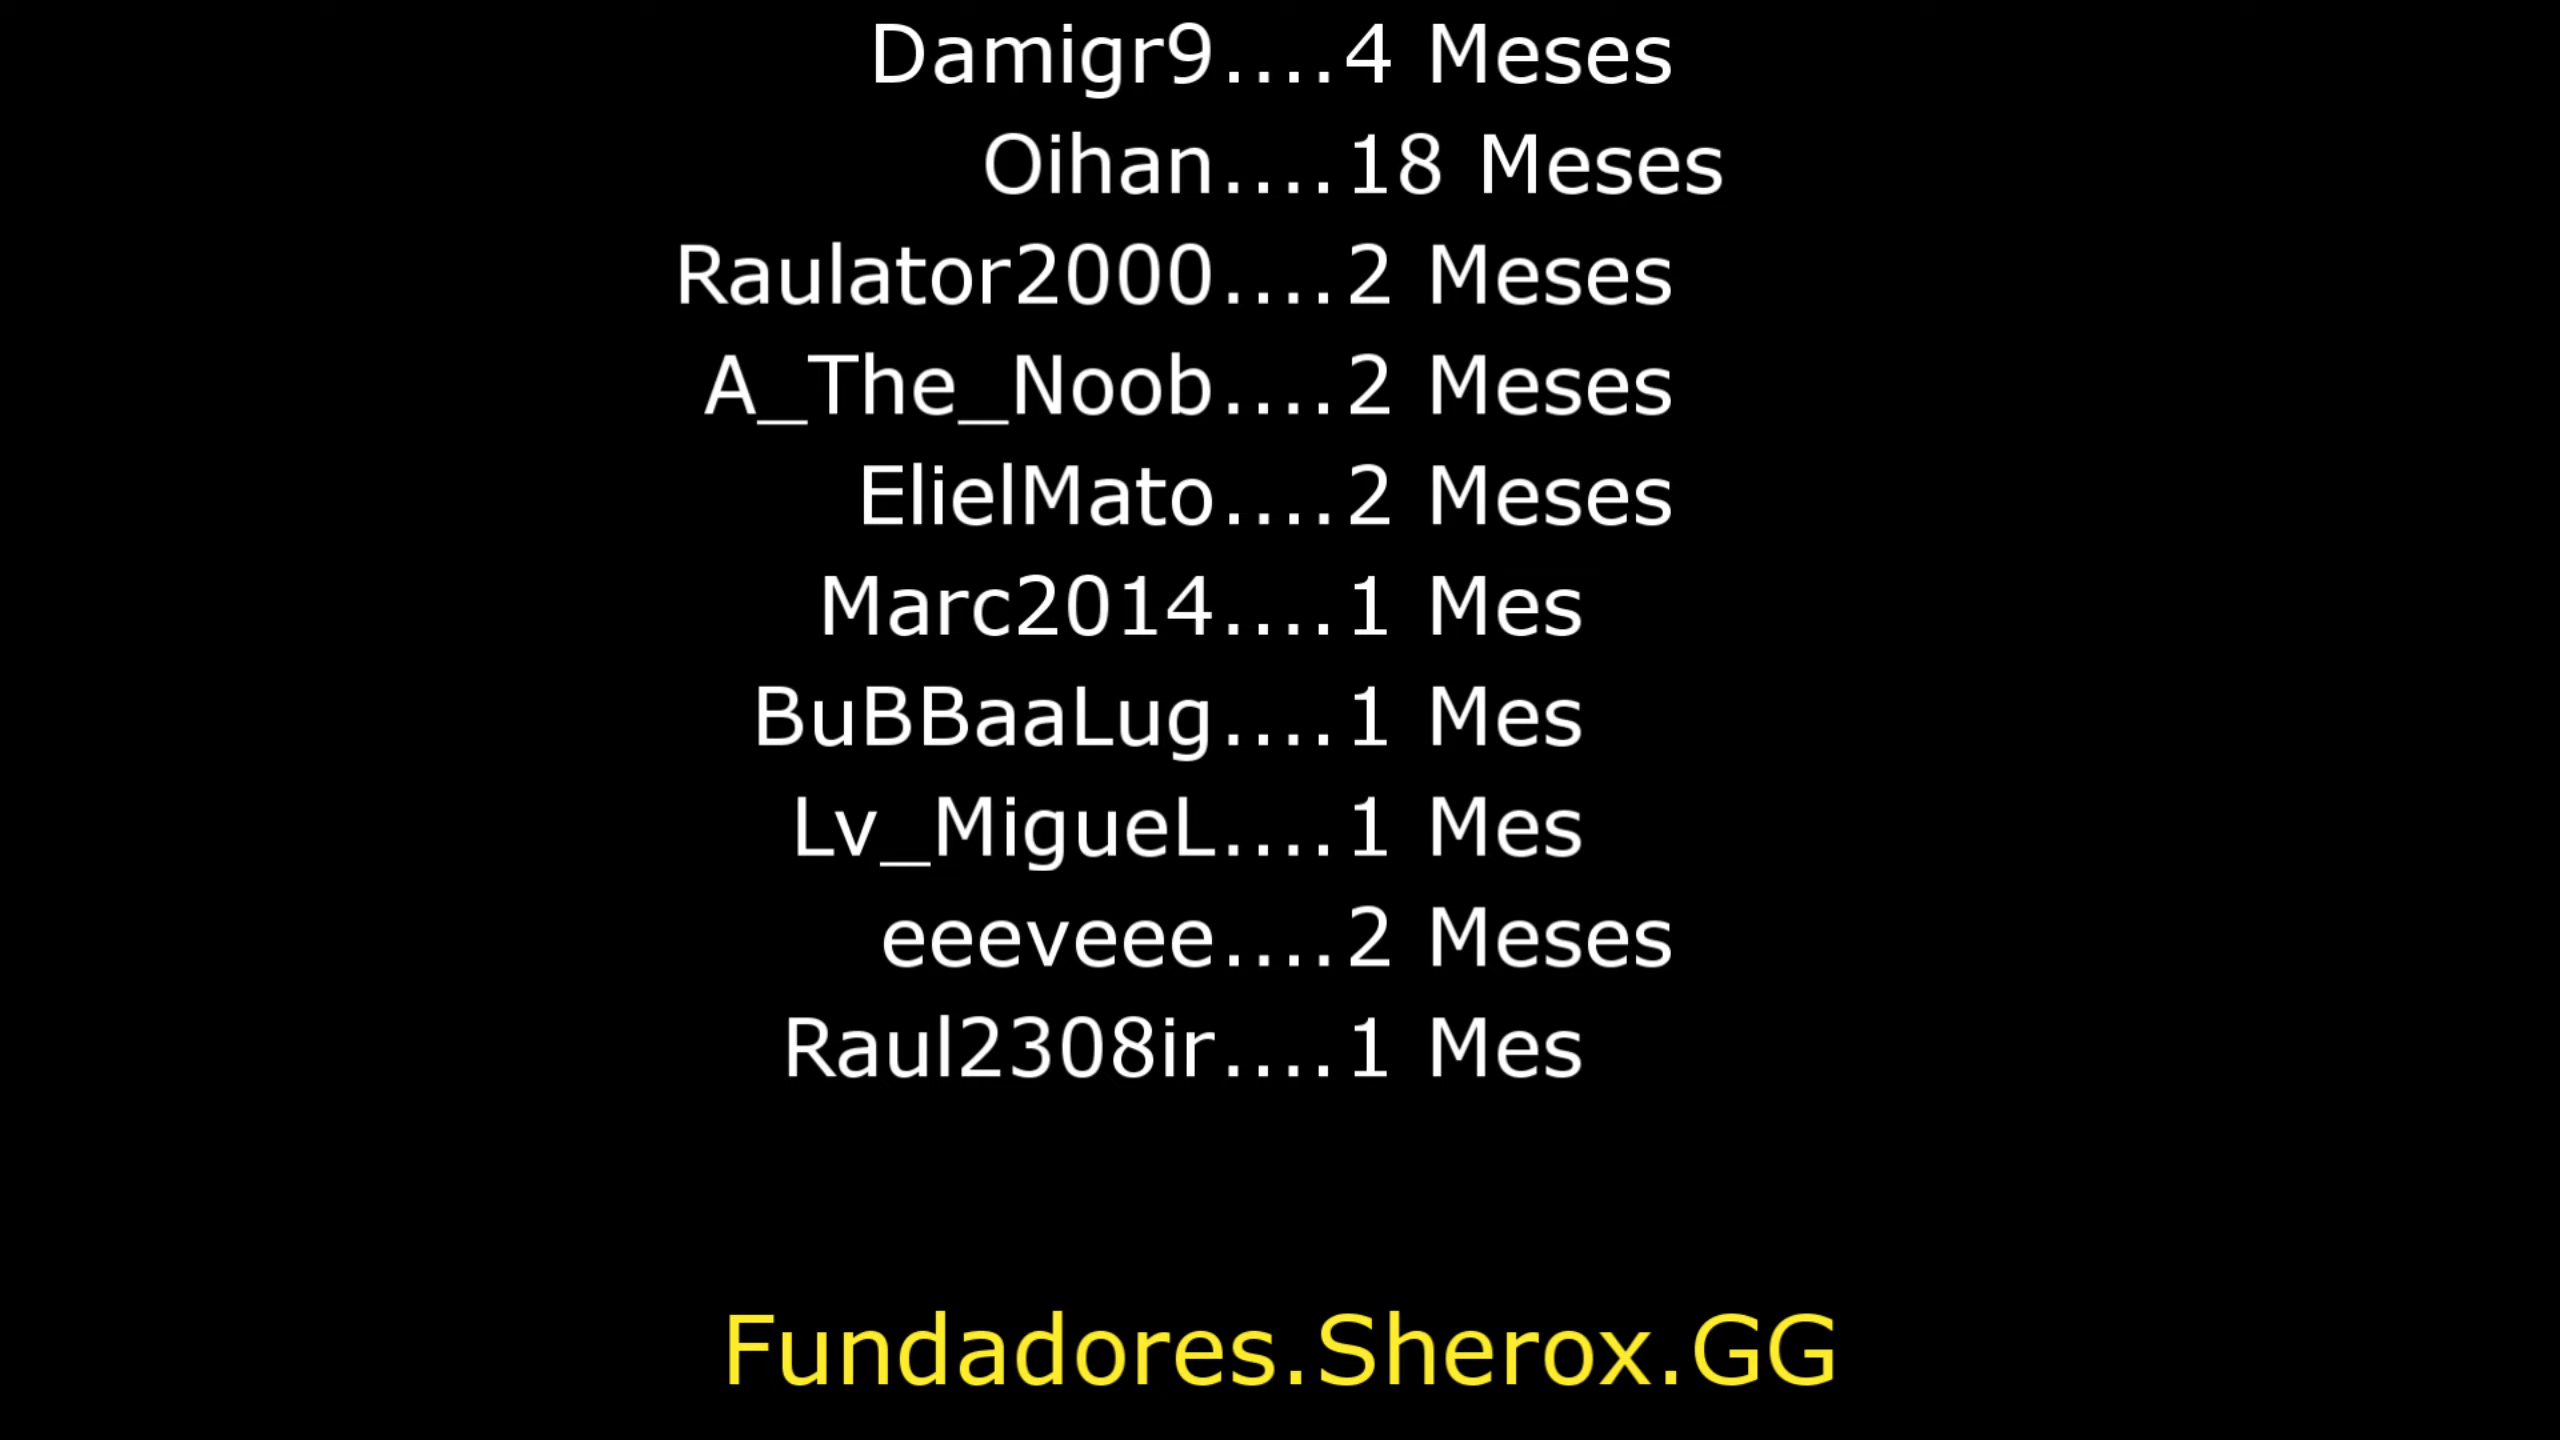 Damigr9....4 Meses
Oihan....18 Meses
Raulator2000....2 Meses
A_The_Noob....2 Meses
ElielMato....2 Meses
Marc2014....1 Mes
BuBBaaLug....1 Mes
Lv_MigueL....1 Mes
eeeveee....2 Meses
Raul2308ir....1 Mes
Fundadores.Sherox.GG